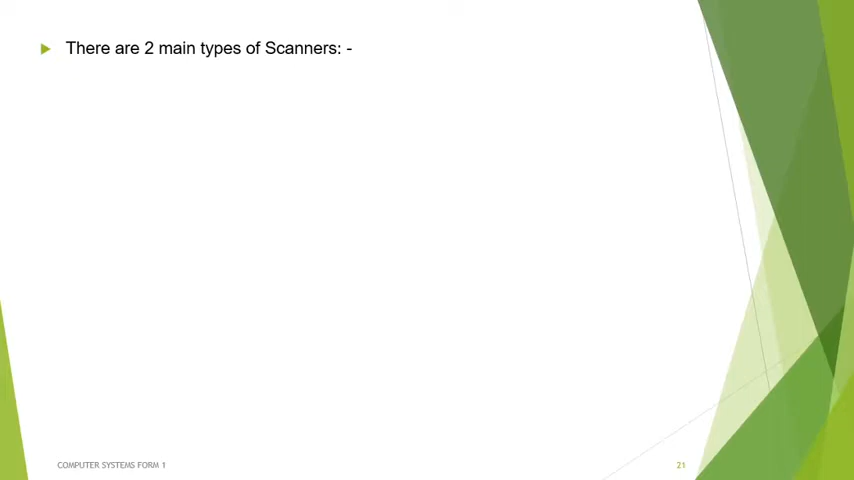 There are 2 main types of Scanners: -
COMPUTER SYSTEMS FORM 1
21